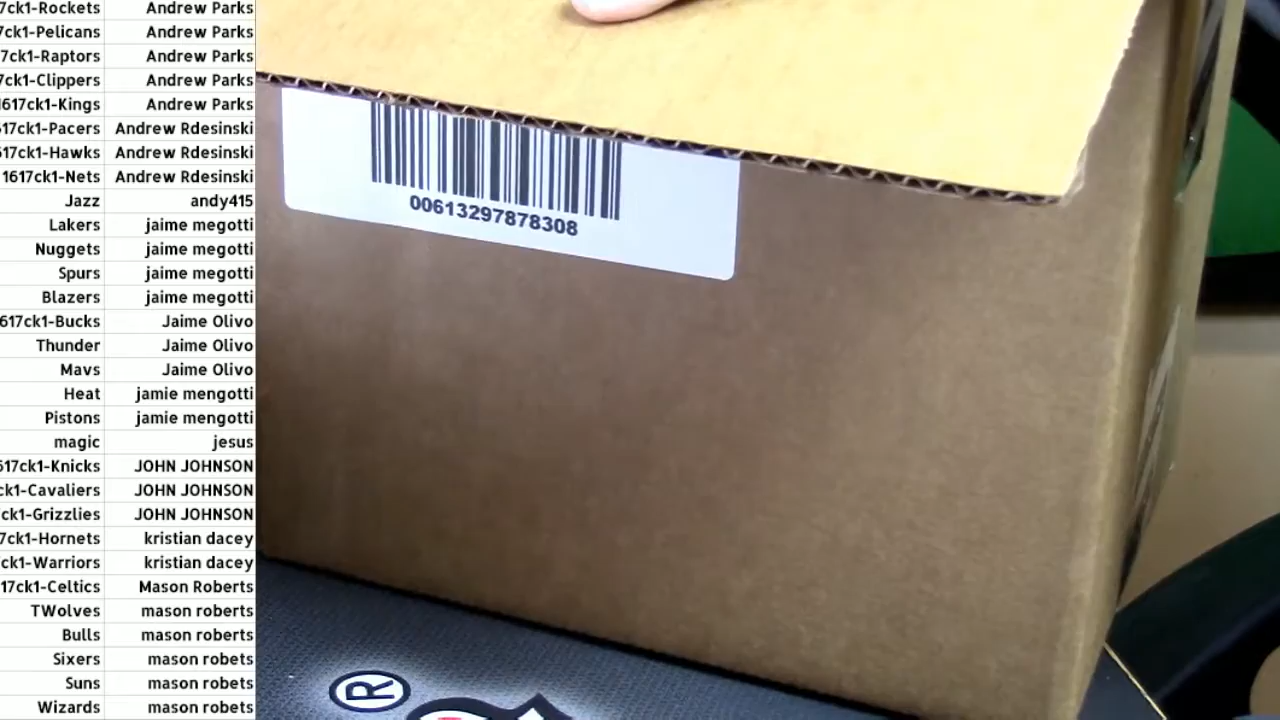 7ck1-Rockets Andrew Parks
7ck1-Pelicans Andrew Parks
7ck1-Raptors Andrew Parks
7ck1-Clippers Andrew Parks
617ck1-Kings Andrew Parks
617ck1-Pacers Andrew Rdesinski
617ck1-Hawks Andrew Rdesinski
1617ck1-Nets Andrew Rdesinski
Jazz andy415
Lakers jaime megotti
Nuggets jaime megotti
Spurs jaime megotti
Blazers jaime megotti
617ck1-Bucks Jaime Olivo
Thunder Jaime Olivo
Mavs Jaime Olivo
Heat jamie mengotti
Pistons jamie mengotti
magic jesus
617ck1-Knicks JOHN JOHNSON
ck1-Cavaliers JOHN JOHNSON
ck1-Grizzlies JOHN JOHNSON
7ck1-Hornets kristian dacey
ck1-Warriors kristian dacey
17ck1-Celtics Mason Roberts
TWolves mason roberts
Bulls mason roberts
Sixers mason robets
Suns mason robets
Wizards mason robets
00613297878308
®